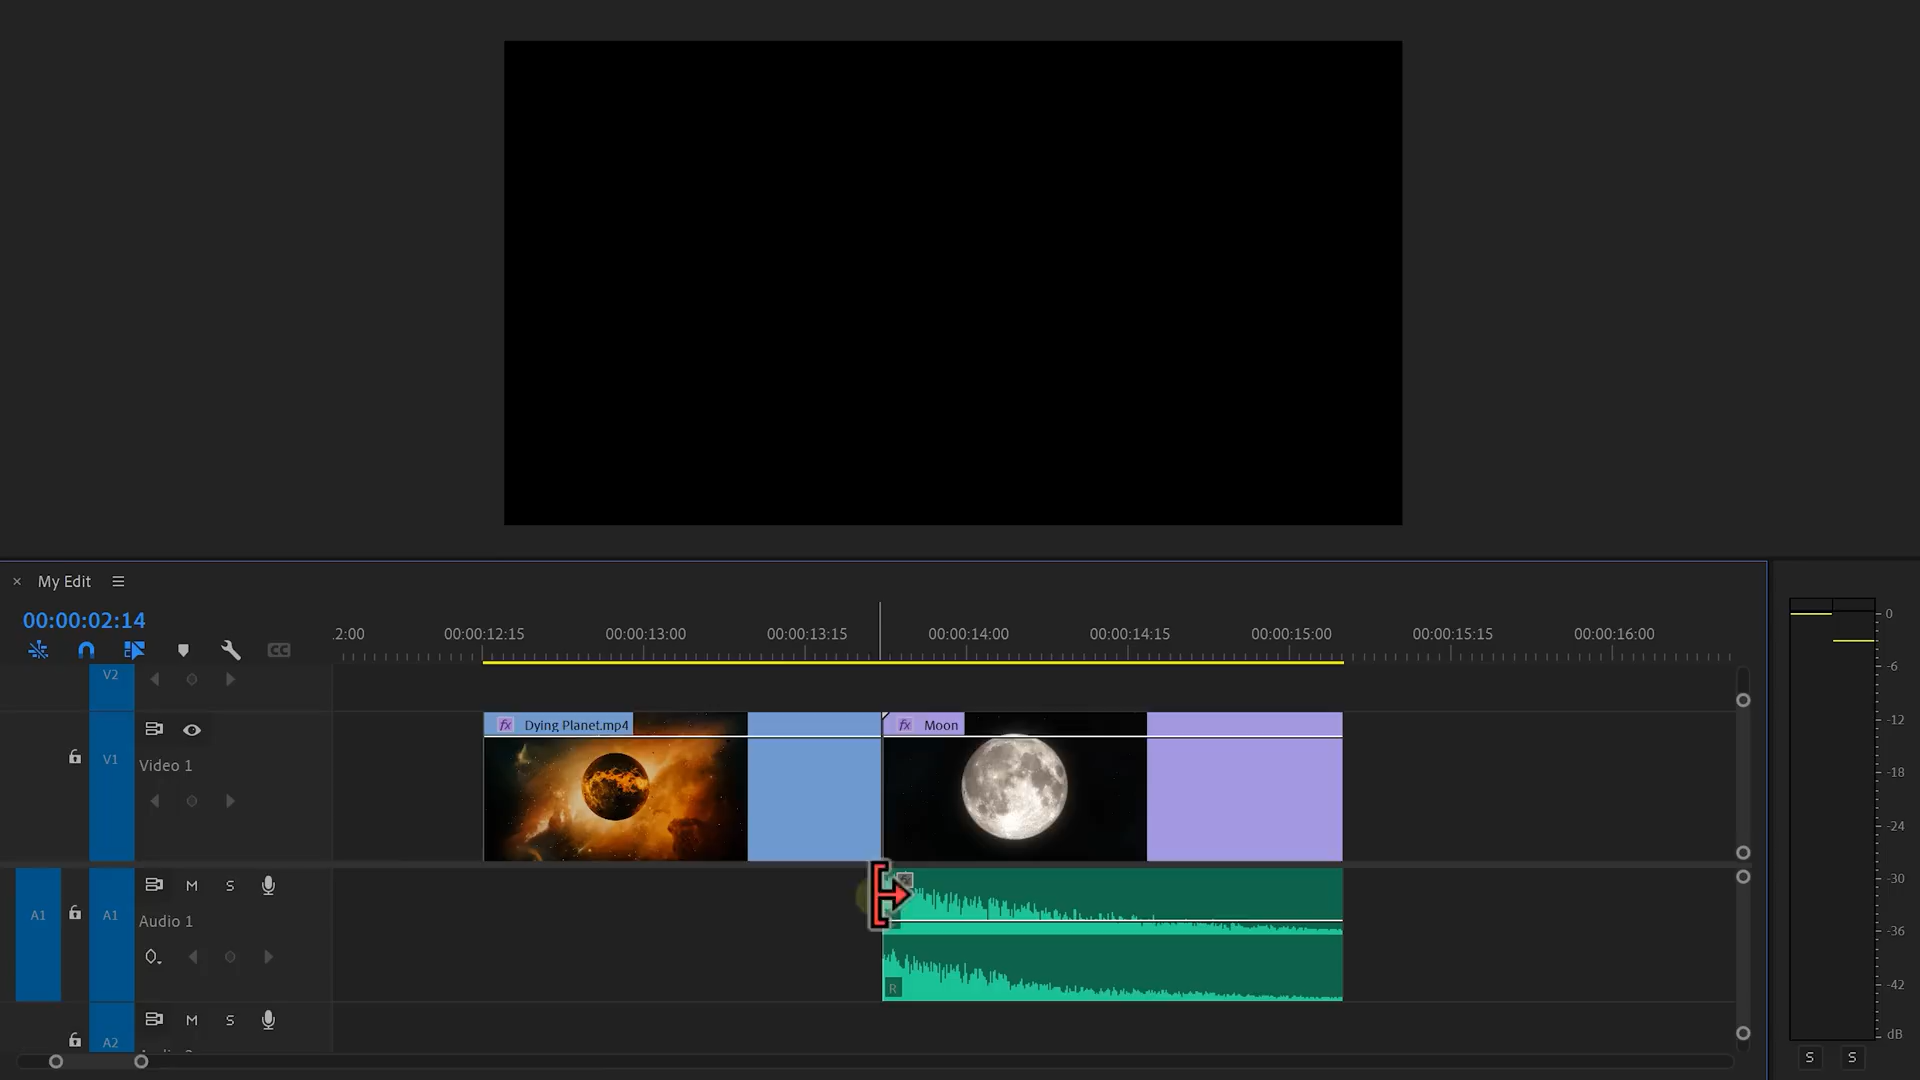 × My Edit
00:00:02:14
.2:00 00:00:12:15 00:00:13:00 00:00:13:15 00:00:14:00 00:00:14:15 00:00:15:00 00:00:15:15 00:00:16:00
CC
V2
fx Dying Planet.mp4 fx Moon
V1 Video 1
A1 A1 M S
Audio 1
R
M S
A2
0
-6
-12
-18
-24
-30
-36
-42
dB
S S